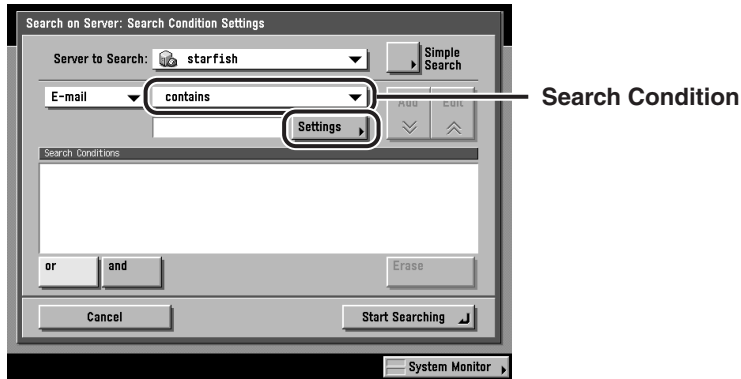 Search on Server: Search Condition Settings
Server to Search: starfish
Simple
Search
E-mail contains
Add Edit
Search Condition
Settings
Search Conditions
or and Erase
Cancel Start Searching
System Monitor